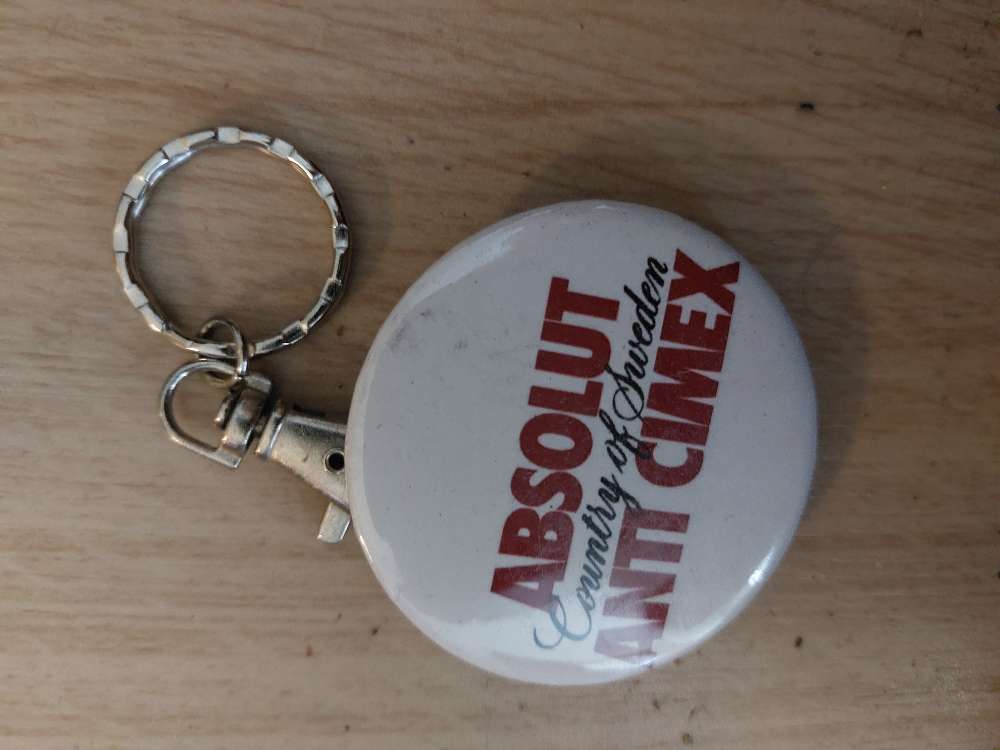 ABSOLUT
Country of Sweden
ANTI CIMEX